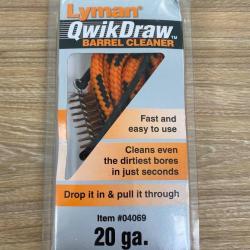 Lyman®
QwikDraw™
BARREL CLEANER
Fast and
easy to use
Cleans even
the dirtiest bores
in just seconds
Drop it in & pull it through
Item #04069
20 ga.